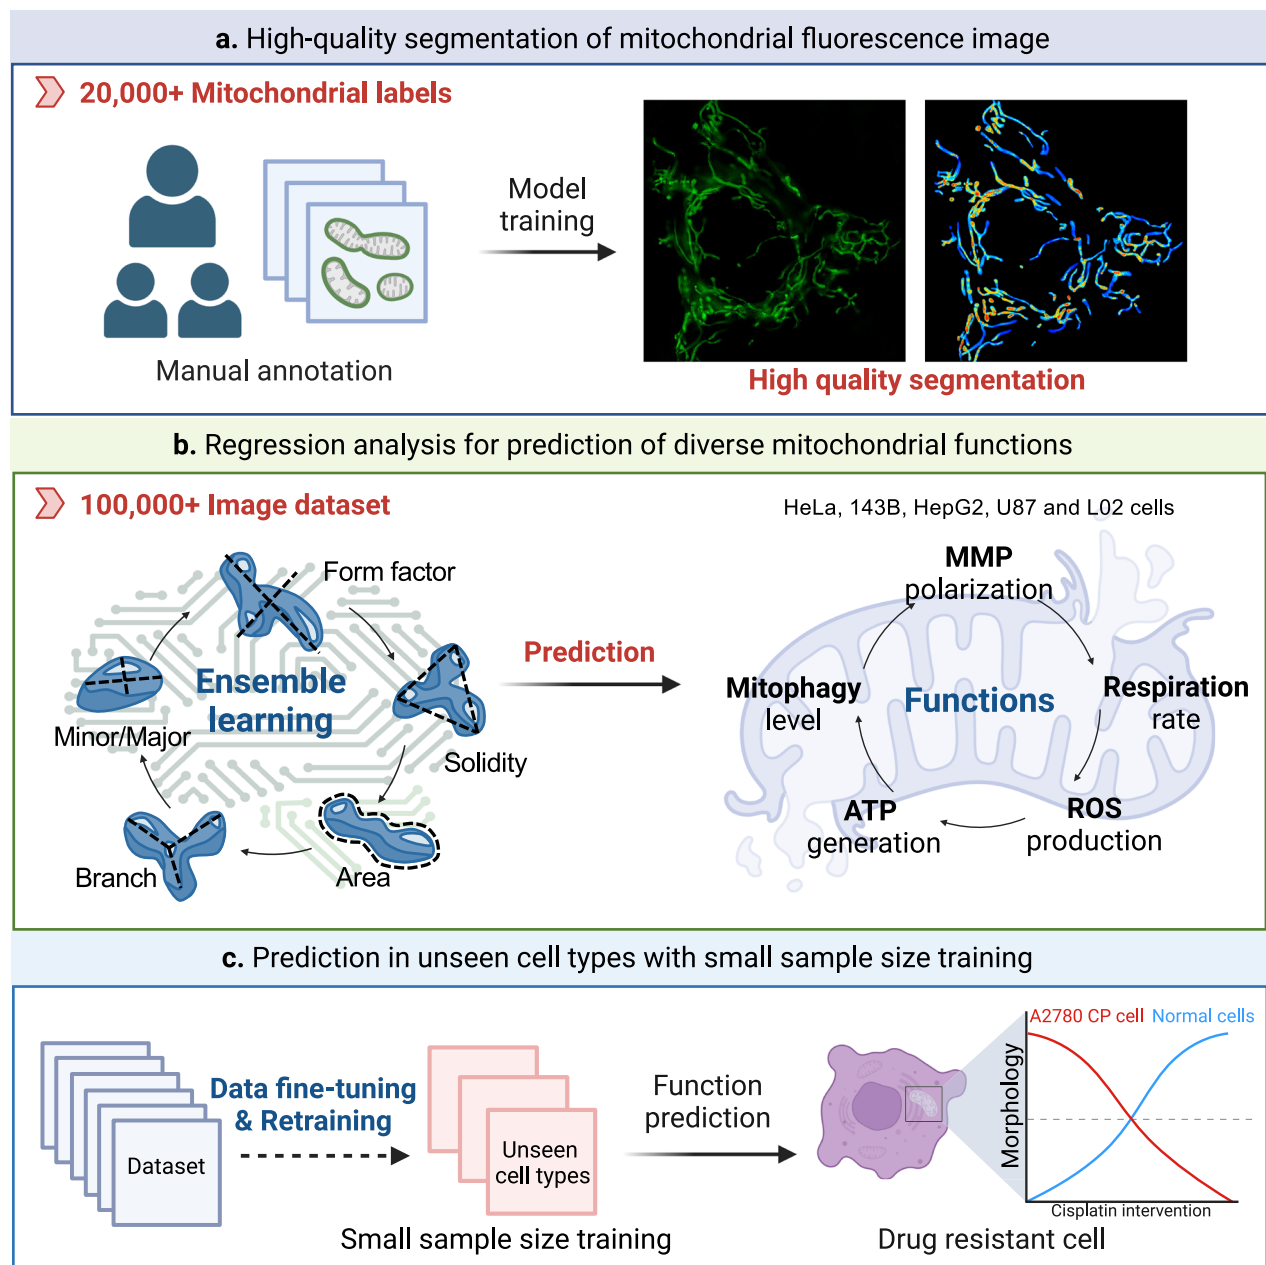 a. High-quality segmentation of mitochondrial fluorescence image
20,000+ Mitochondrial labels
Model
training
Manual annotation
High quality segmentation
b. Regression analysis for prediction of diverse mitochondrial functions
100,000+ Image dataset
HeLa, 143B, HepG2, U87 and L02 cells
Form factor
Ensemble
learning
Minor/Major
Solidity
Branch
Area
Prediction
MMP
polarization
Mitophagy
level
Functions
Respiration
rate
ATP
generation
ROS
production
c. Prediction in unseen cell types with small sample size training
Dataset
Data fine-tuning
& Retraining
Unseen
cell types
Small sample size training
Function
prediction
A2780 CP cell Normal cells
Morphology
Cisplatin intervention
Drug resistant cell